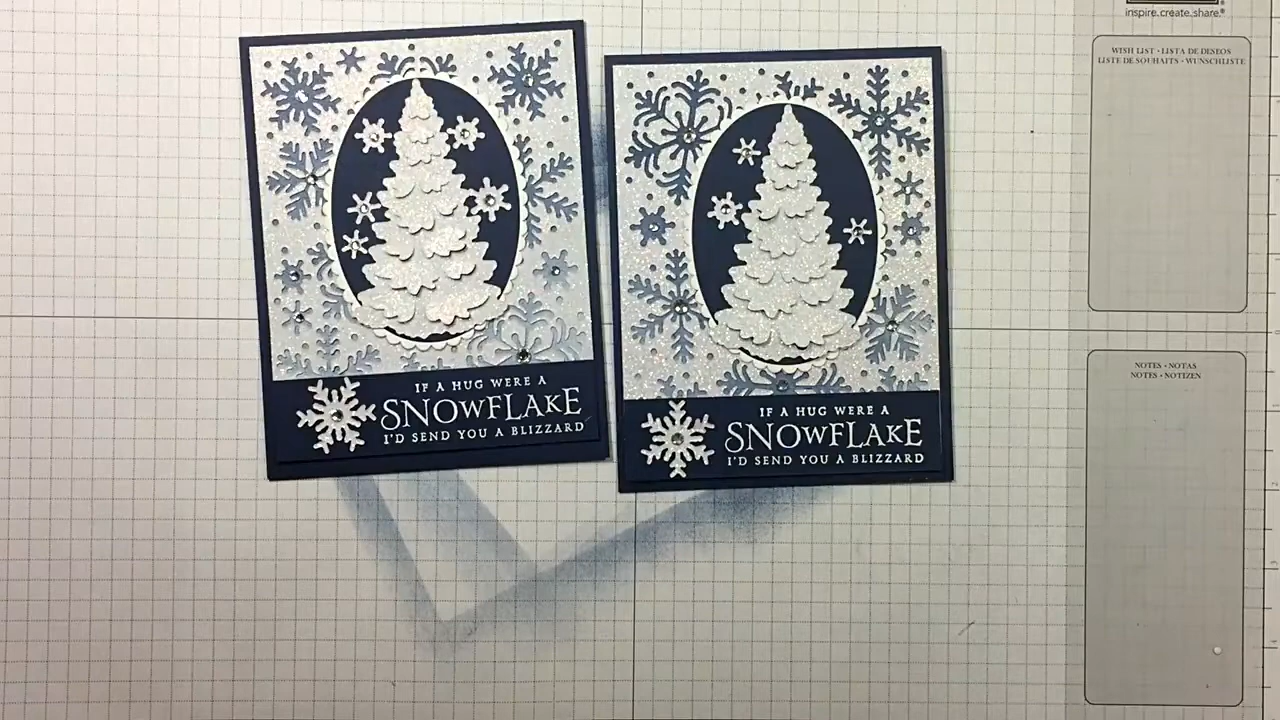 inspire.create.share.®
WISH LIST • LISTA DE DESEOS
LISTE DE SOUHAITS • WUNSCHLISTE
NOTES • NOTAS
NOTES • NOTIZEN
IF A HUG WERE A
SNOWFLAKE
I'D SEND YOU A BLIZZARD
IF A HUG WERE A
SNOWFLAKE
I'D SEND YOU A BLIZZARD